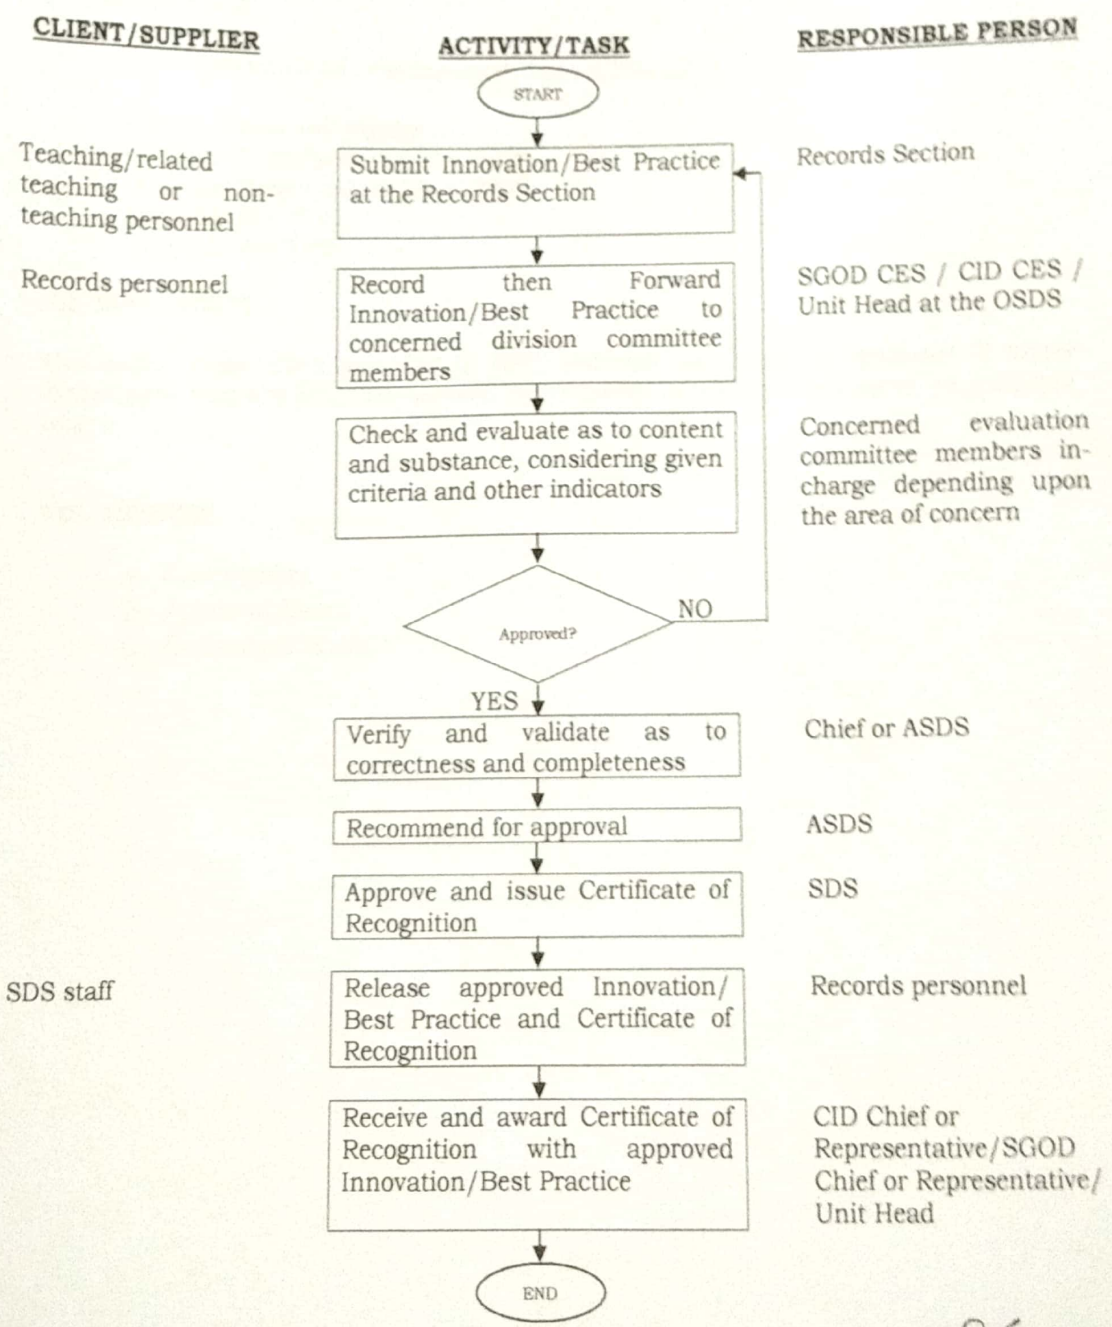 CLIENT/SUPPLIER
ACTIVITY/TASK
RESPONSIBLE PERSON
START
Teaching/related
teaching or non-
teaching personnel
Submit Innovation/Best Practice
at the Records Section
Records Section
Records personnel
Record then Forward
Innovation/Best Practice to
concerned division committee
members
SGOD CES / CID CES /
Unit Head at the OSDS
Check and evaluate as to content
and substance, considering given
criteria and other indicators
Concerned evaluation
committee members in-
charge depending upon
the area of concern
Approved?
NO
YES
Verify and validate as to
correctness and completeness
Chief or ASDS
Recommend for approval
ASDS
Approve and issue Certificate of
Recognition
SDS
SDS staff
Release approved Innovation/
Best Practice and Certificate of
Recognition
Records personnel
Receive and award Certificate of
Recognition with approved
Innovation/Best Practice
CID Chief or
Representative/SGOD
Chief or Representative/
Unit Head
END